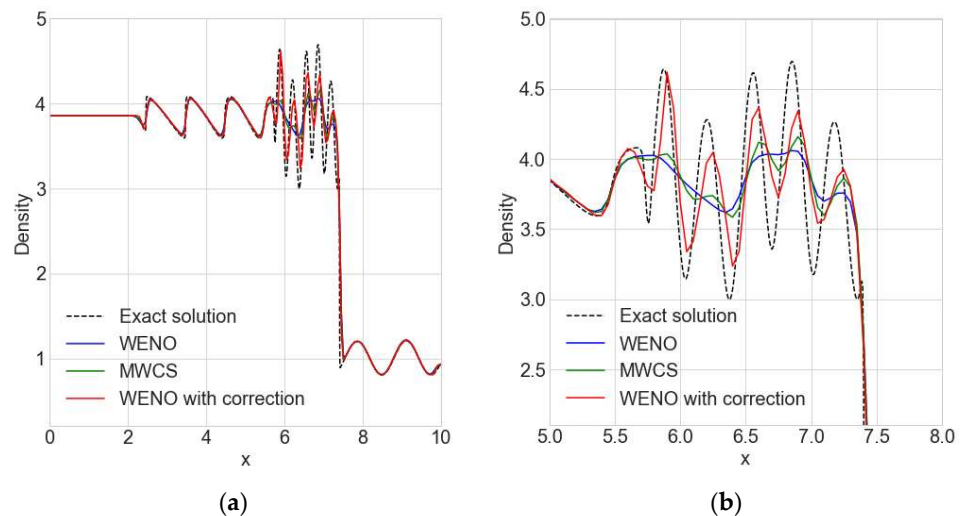 5
4
3
2
1
Density
Exact solution
WENO
MWCS
WENO with correction
0 2 4 6 8 10
x
(a)
5.0
4.5
4.0
3.5
3.0
2.5
Density
Exact solution
WENO
MWCS
WENO with correction
5.0 5.5 6.0 6.5 7.0 7.5 8.0
x
(b)